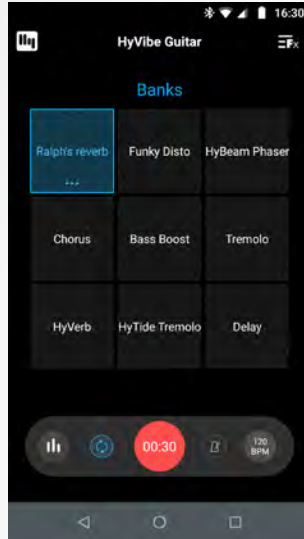 16:30
HyVibe Guitar
Fx
Banks
Ralph's reverb
Funky Disto
HyBeam Phaser
...
Chorus
Bass Boost
Tremolo
HyVerb
HyTide Tremolo
Delay
00:30
120
BPM